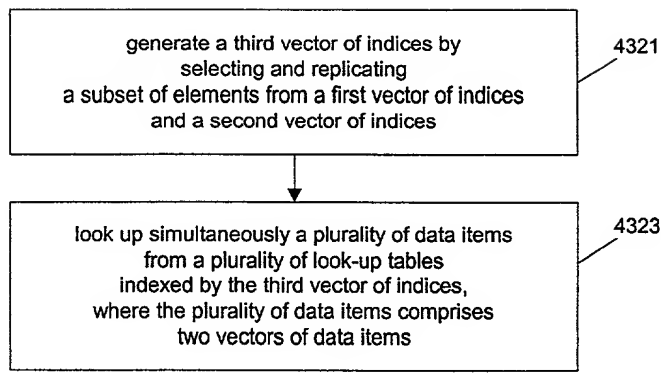 generate a third vector of indices by
selecting and replicating
a subset of elements from a first vector of indices
and a second vector of indices
4321
look up simultaneously a plurality of data items
from a plurality of look-up tables
indexed by the third vector of indices,
where the plurality of data items comprises
two vectors of data items
4323